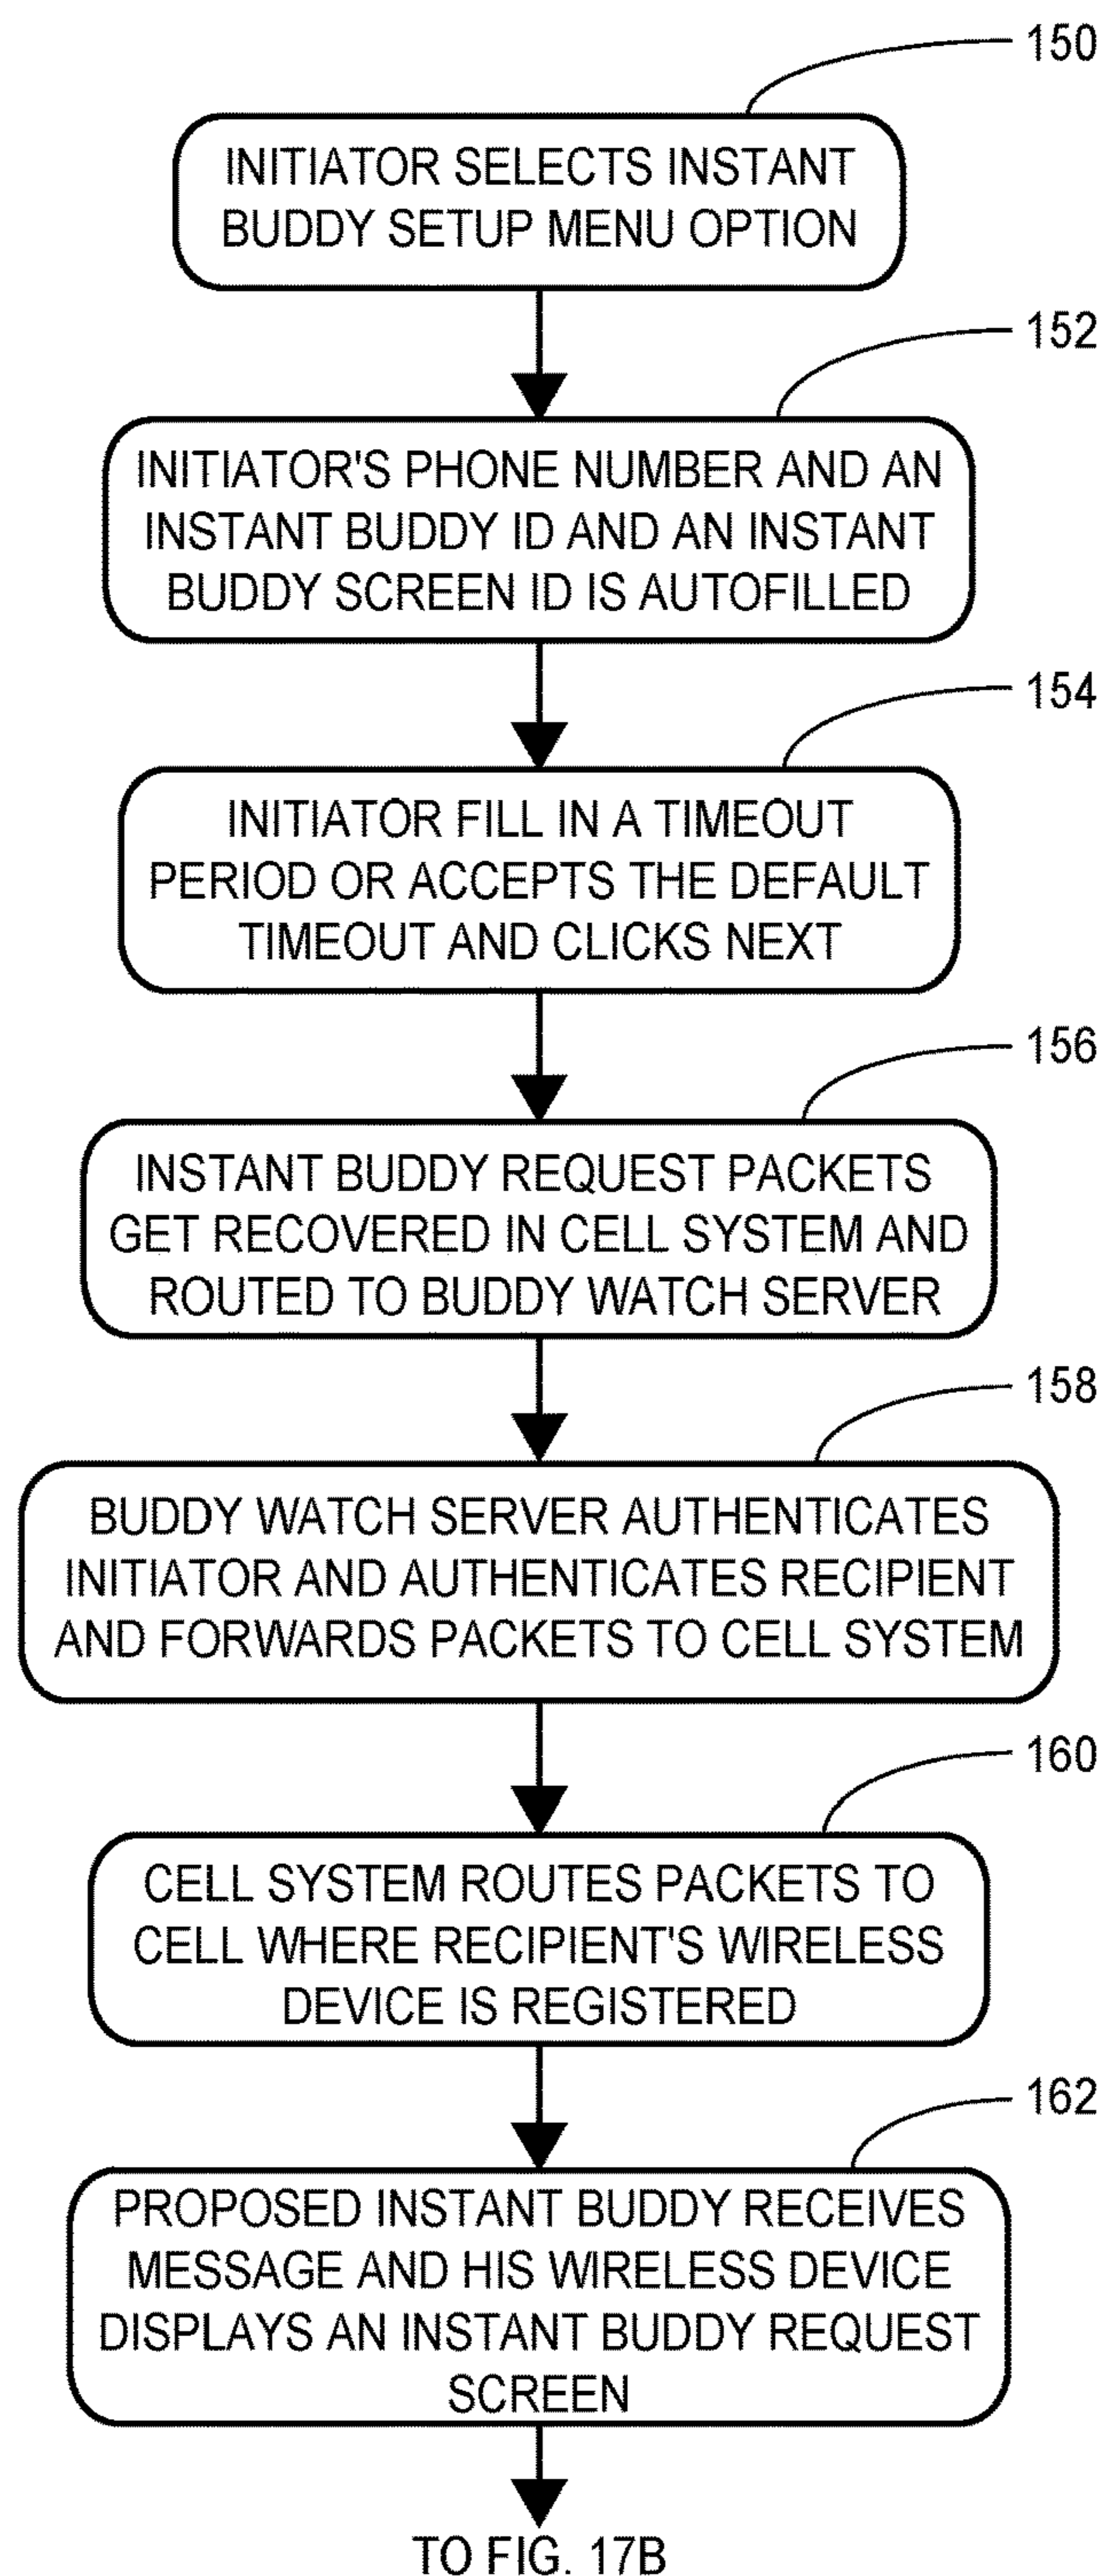 150
INITIATOR SELECTS INSTANT
BUDDY SETUP MENU OPTION
152
INITIATOR'S PHONE NUMBER AND AN
INSTANT BUDDY ID AND AN INSTANT
BUDDY SCREEN ID IS AUTOFILLED
154
INITIATOR FILL IN A TIMEOUT
PERIOD OR ACCEPTS THE DEFAULT
TIMEOUT AND CLICKS NEXT
156
INSTANT BUDDY REQUEST PACKETS
GET RECOVERED IN CELL SYSTEM AND
ROUTED TO BUDDY WATCH SERVER
158
BUDDY WATCH SERVER AUTHENTICATES
INITIATOR AND AUTHENTICATES RECIPIENT
AND FORWARDS PACKETS TO CELL SYSTEM
160
CELL SYSTEM ROUTES PACKETS TO
CELL WHERE RECIPIENT'S WIRELESS
DEVICE IS REGISTERED
162
PROPOSED INSTANT BUDDY RECEIVES
MESSAGE AND HIS WIRELESS DEVICE
DISPLAYS AN INSTANT BUDDY REQUEST
SCREEN
TO FIG. 17B